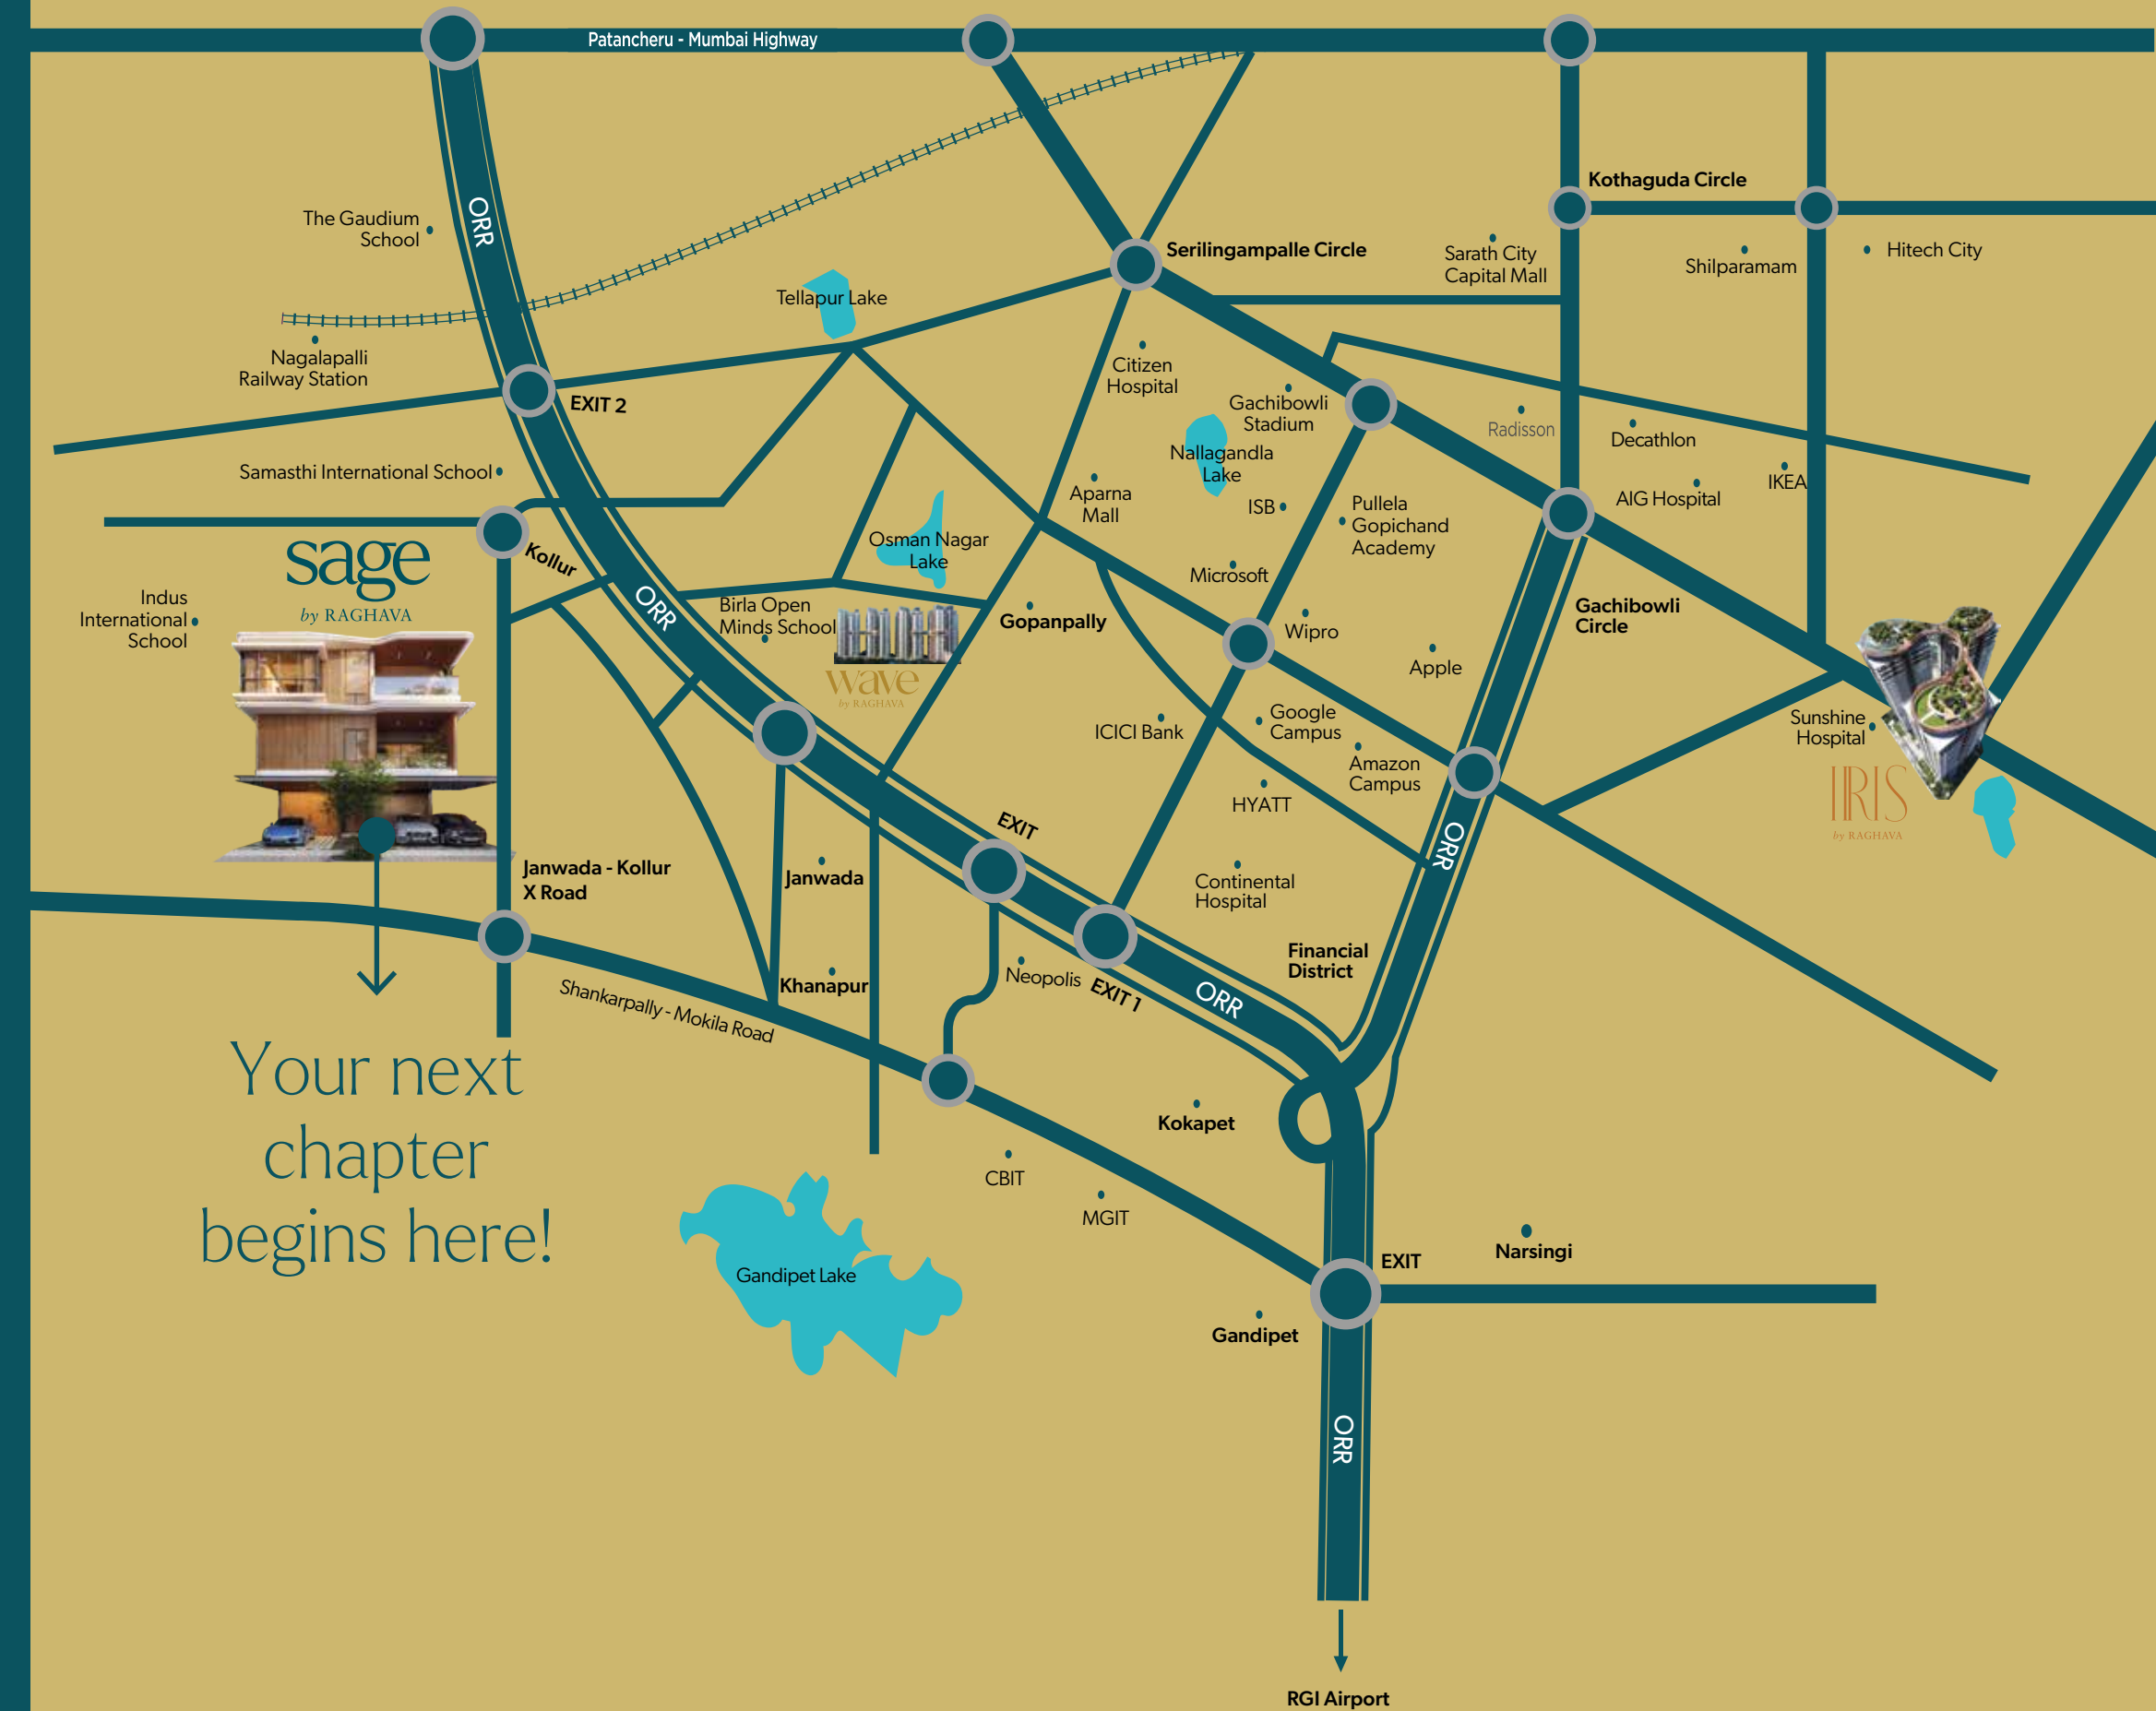 Patancheru - Mumbai Highway
Kothaguda Circle
ORR
The Gaudium
School
Serilingampalle Circle
Sarath City
Capital Mall
Shilparamam
Hitech City
Tellapur Lake
Nagalapalli
Railway Station
Citizen
Hospital
EXIT 2
Gachibowli
Stadium
Radisson
Decathlon
Nallagandla
Lake
Samasthi International School
IKEA
AIG Hospital
Aparna
Mall
ISB
Pullela
Gopichand
Academy
sage
by RAGHAVA
Kollur
Osman Nagar
Lake
Microsoft
Indus
International
School
ORR
Birla Open
Minds School
Gopanpally
Wipro
Gachibowli
Circle
Apple
wave
by RAGHAVA
ICICI Bank
Google
Campus
Sunshine
Hospital
Amazon
Campus
HYATT
IRIS
by RAGHAVA
EXIT
ORR
Janwada - Kollur
X Road
Janwada
Continental
Hospital
Financial
District
Khanapur
Neopolis
EXIT 1
ORR
Shankarpally - Mokila Road
Your next
chapter
begins here!
Kokapet
CBIT
MGIT
Gandipet Lake
EXIT
Narsingi
Gandipet
ORR
RGI Airport